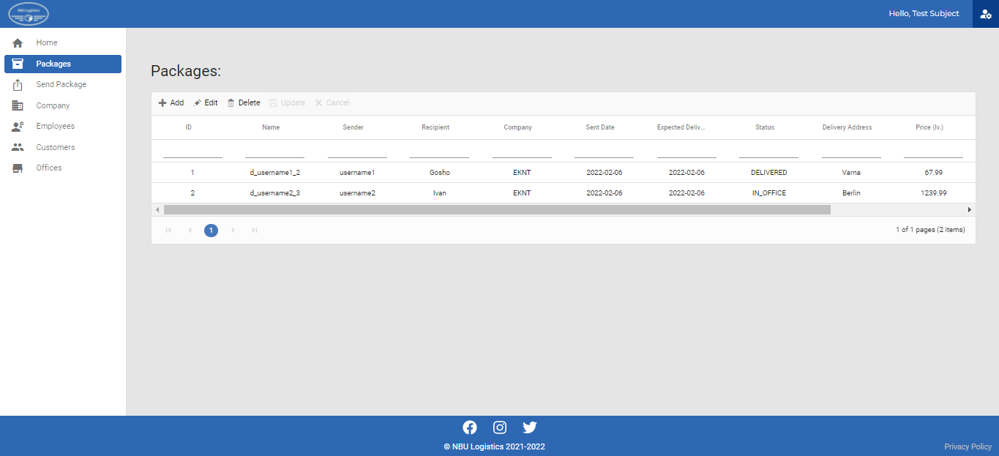 NBU Logistics
Hello, Test Subject
Home
Packages
Send Package
Company
Employees
Customers
Offices
Packages:
Add Edit Delete Update Cancel
ID Name Sender Recipient Company Sent Date Expected Deliv... Status Delivery Address Price (lv.)
1 d_username1_2 username1 Gosho EKNT 2022-02-06 2022-02-06 DELIVERED Varna 67.99
2 d_username2_3 username2 Ivan EKNT 2022-02-06 2022-02-06 IN_OFFICE Berlin 1239.99
1 1 of 1 pages (2 items)
© NBU Logistics 2021-2022
Privacy Policy